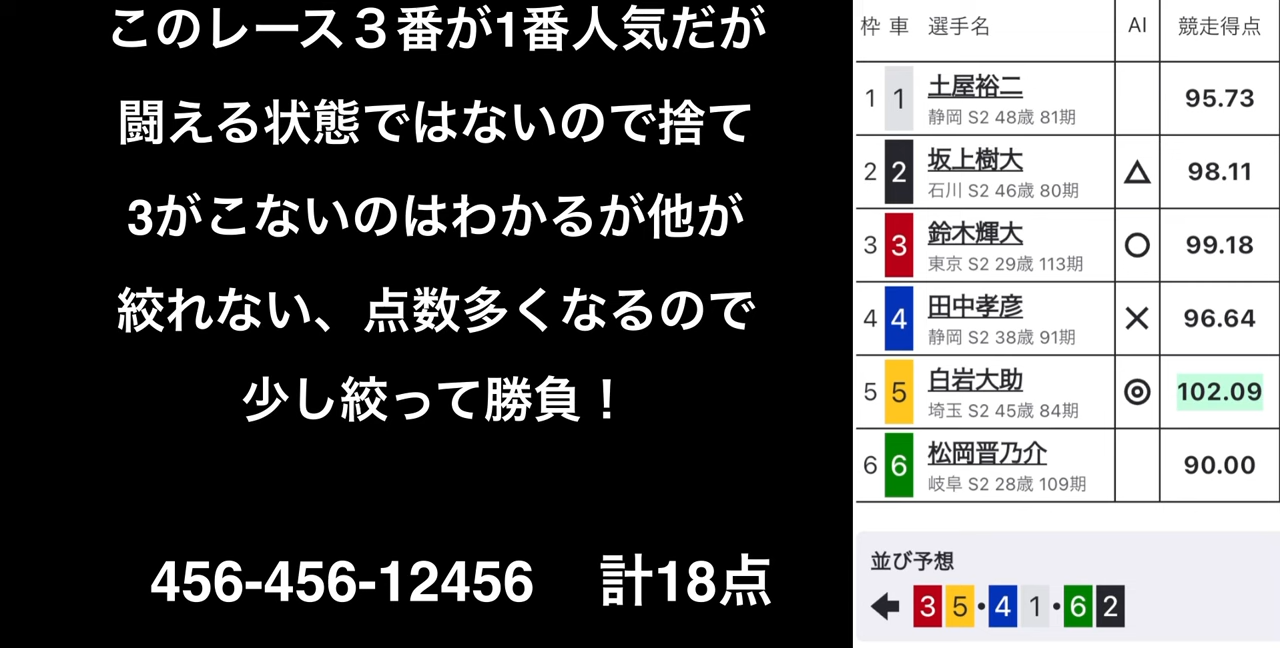 このレース３番が1番人気だが
闘える状態ではないので捨て
3がこないのはわかるが他が
絞れない、点数多くなるので
少し絞って勝負！
456-456-12456 計18点
枠 車 選手名 AI 競走得点
1 1 土屋裕二 95.73
静岡 S2 48歳 81期
2 2 坂上樹大 △ 98.11
石川 S2 46歳 80期
3 3 鈴木輝大 ○ 99.18
東京 S2 29歳 113期
4 4 田中孝彦 × 96.64
静岡 S2 38歳 91期
5 5 白岩大助 ◎ 102.09
埼玉 S2 45歳 84期
6 6 松岡晋乃介 90.00
岐阜 S2 28歳 109期
並び予想
← 3 5 • 4 1 • 6 2